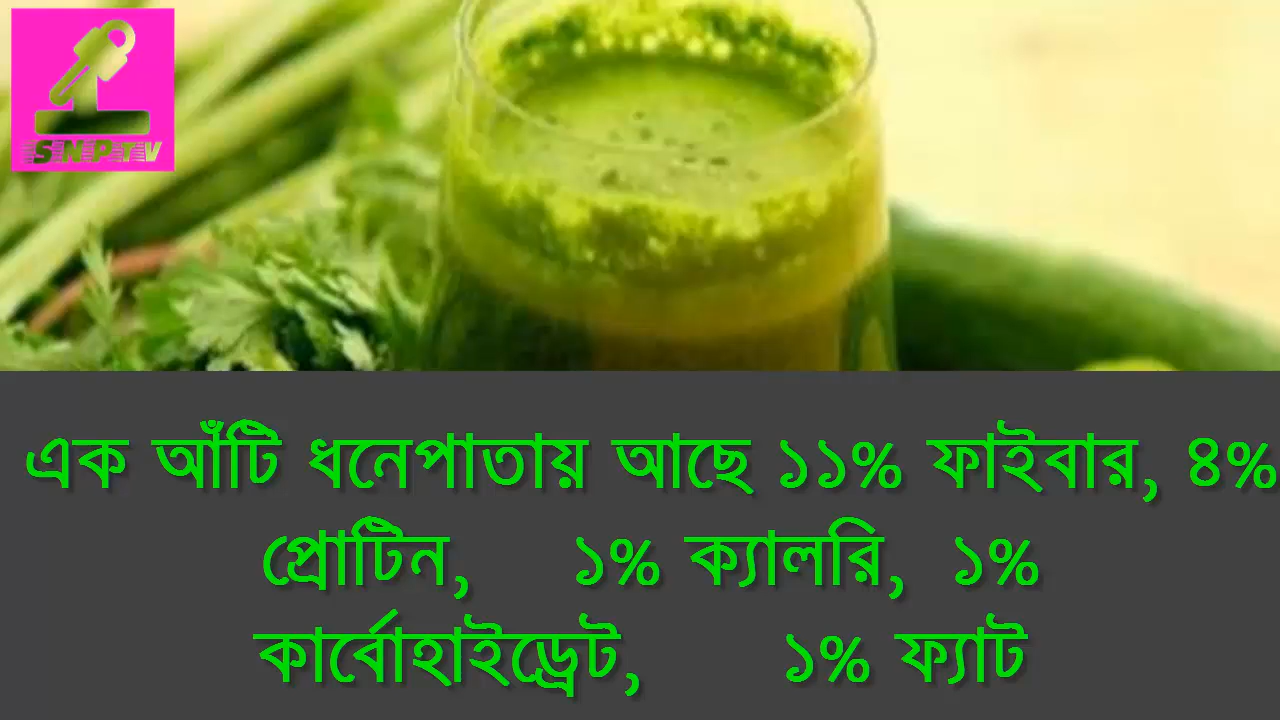 SNPTV
এক আঁটি ধনেপাতায় আছে ১১% ফাইবার, ৪%
প্রোটিন, ১% ক্যালরি, ১%
কার্বোহাইড্রেট, ১% ফ্যাট